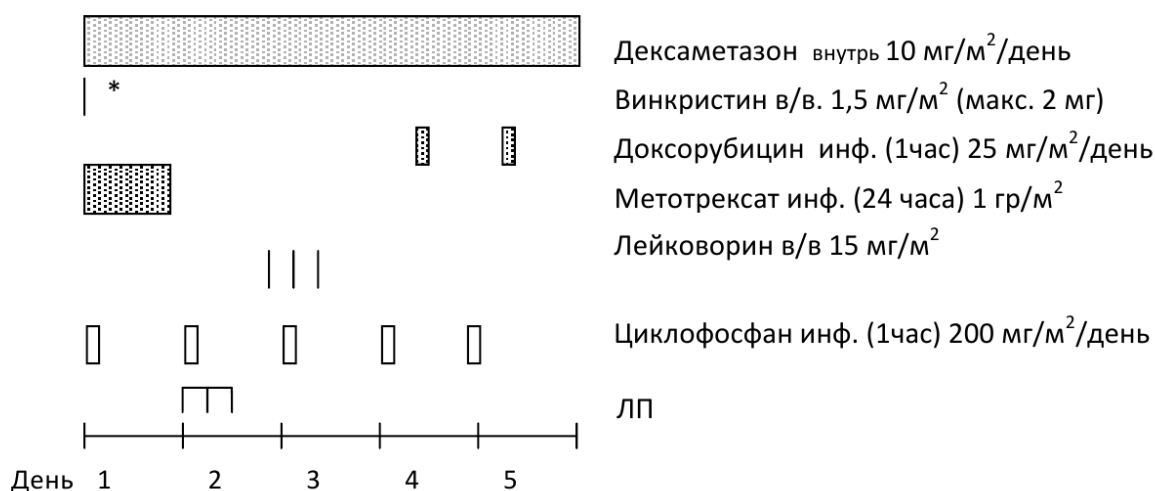 Дексаметазон внутрь 10 мг/м²/день
*
Винкристин в/в. 1,5 мг/м² (макс. 2 мг)
Доксорубицин инф. (1час) 25 мг/м²/день
Метотрексат инф. (24 часа) 1 гр/м²
Лейковорин в/в 15 мг/м²
Циклофосфан инф. (1час) 200 мг/м²/день
ЛП
День 1 2 3 4 5